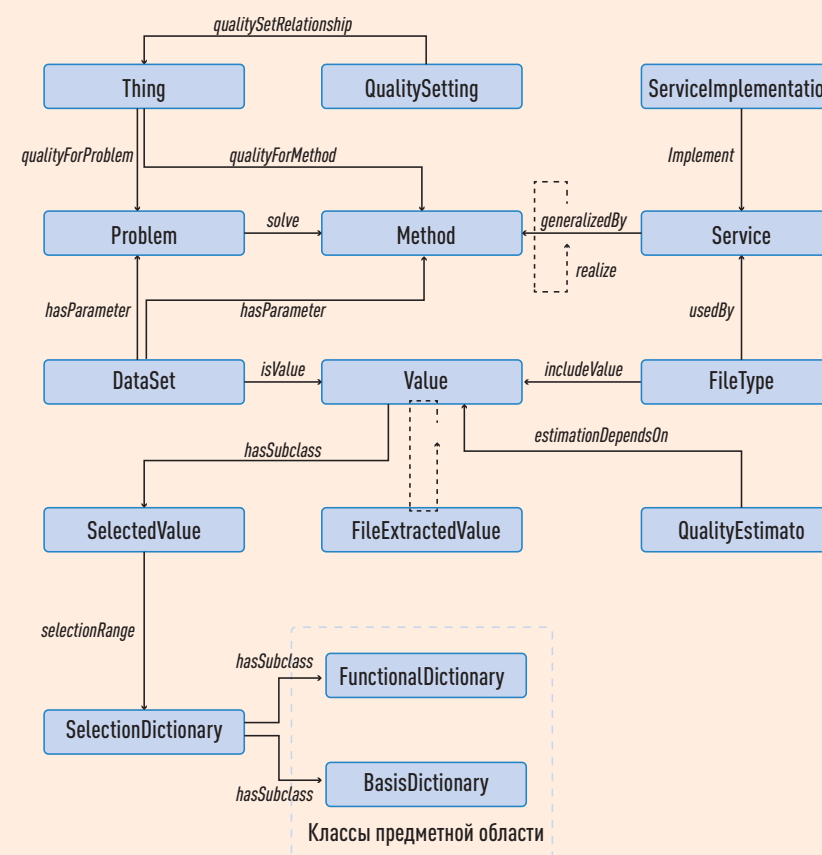 qualitySetRelationship
Thing
QualitySetting
ServiceImplementatio
qualityForProblem
qualityForMethod
Implement
Problem
solve
Method
generalizedBy
Service
realize
hasParameter
hasParameter
usedBy
DataSet
isValue
Value
includeValue
FileType
hasSubclass
estimationDependsOn
SelectedValue
FileExtractedValue
QualityEstimato
selectionRange
hasSubclass
FunctionalDictionary
SelectionDictionary
hasSubclass
BasisDictionary
Классы предметной области